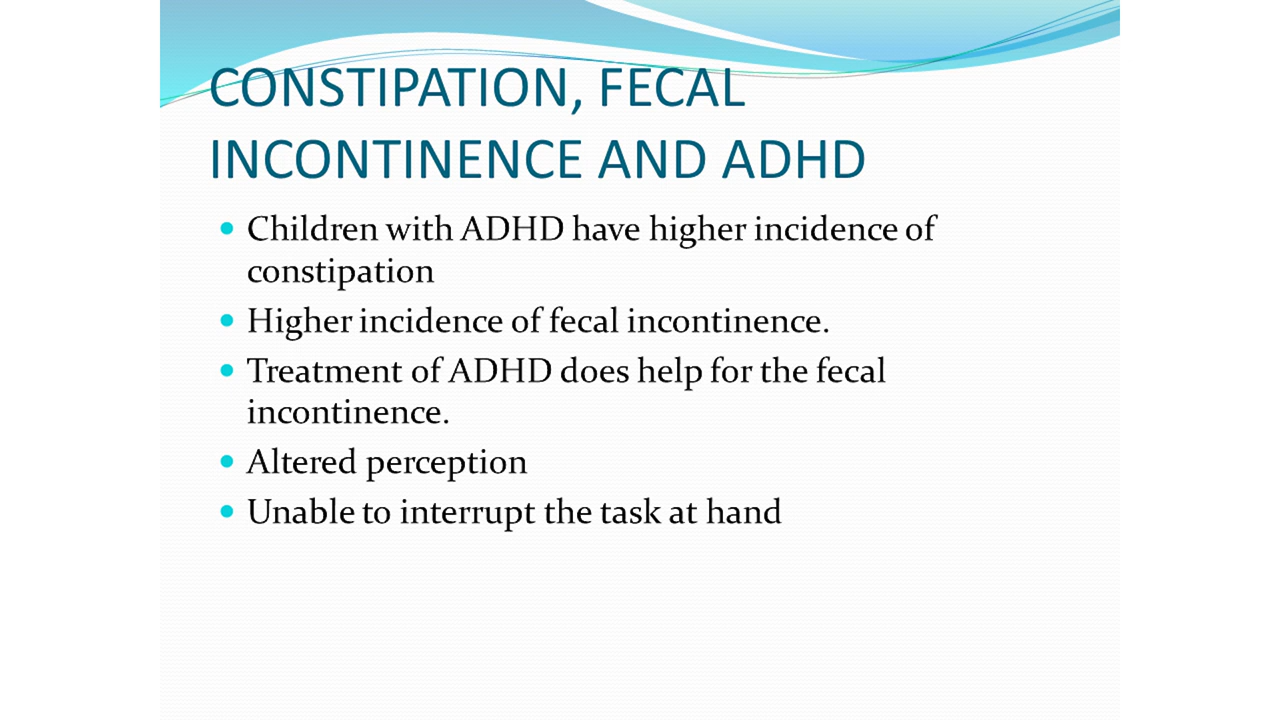 CONSTIPATION, FECAL
INCONTINENCE AND ADHD
• Children with ADHD have higher incidence of
constipation
• Higher incidence of fecal incontinence.
• Treatment of ADHD does help for the fecal
incontinence.
• Altered perception
• Unable to interrupt the task at hand